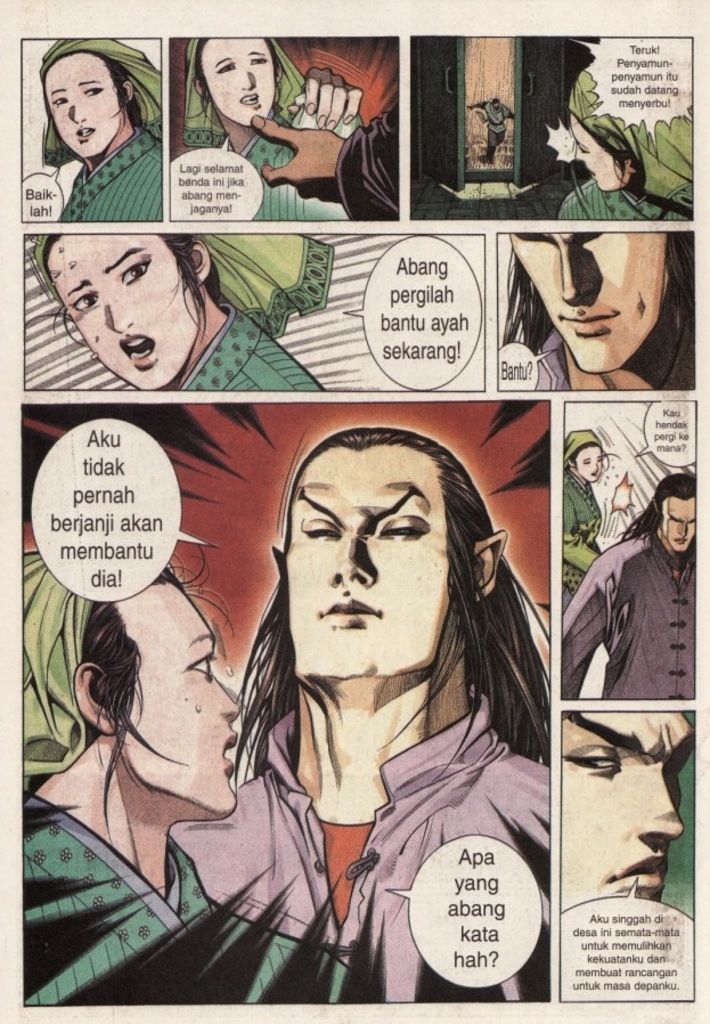 Baik-
lah!
Lagi selamat
benda ini jika
abang men-
jaganya!
Teruk!
Penyamun-
penyamun itu
sudah datang
menyerbu!
Abang
pergilah
bantu ayah
sekarang!
Bantu?
Aku
tidak
pernah
berjanji akan
membantu
dia!
Apa
yang
abang
kata
hah?
Kau
hendak
pergi ke
mana?
Aku singgah di
desa ini semata-mata
untuk memulihkan
kekuatanku dan
membuat rancangan
untuk masa depanku.